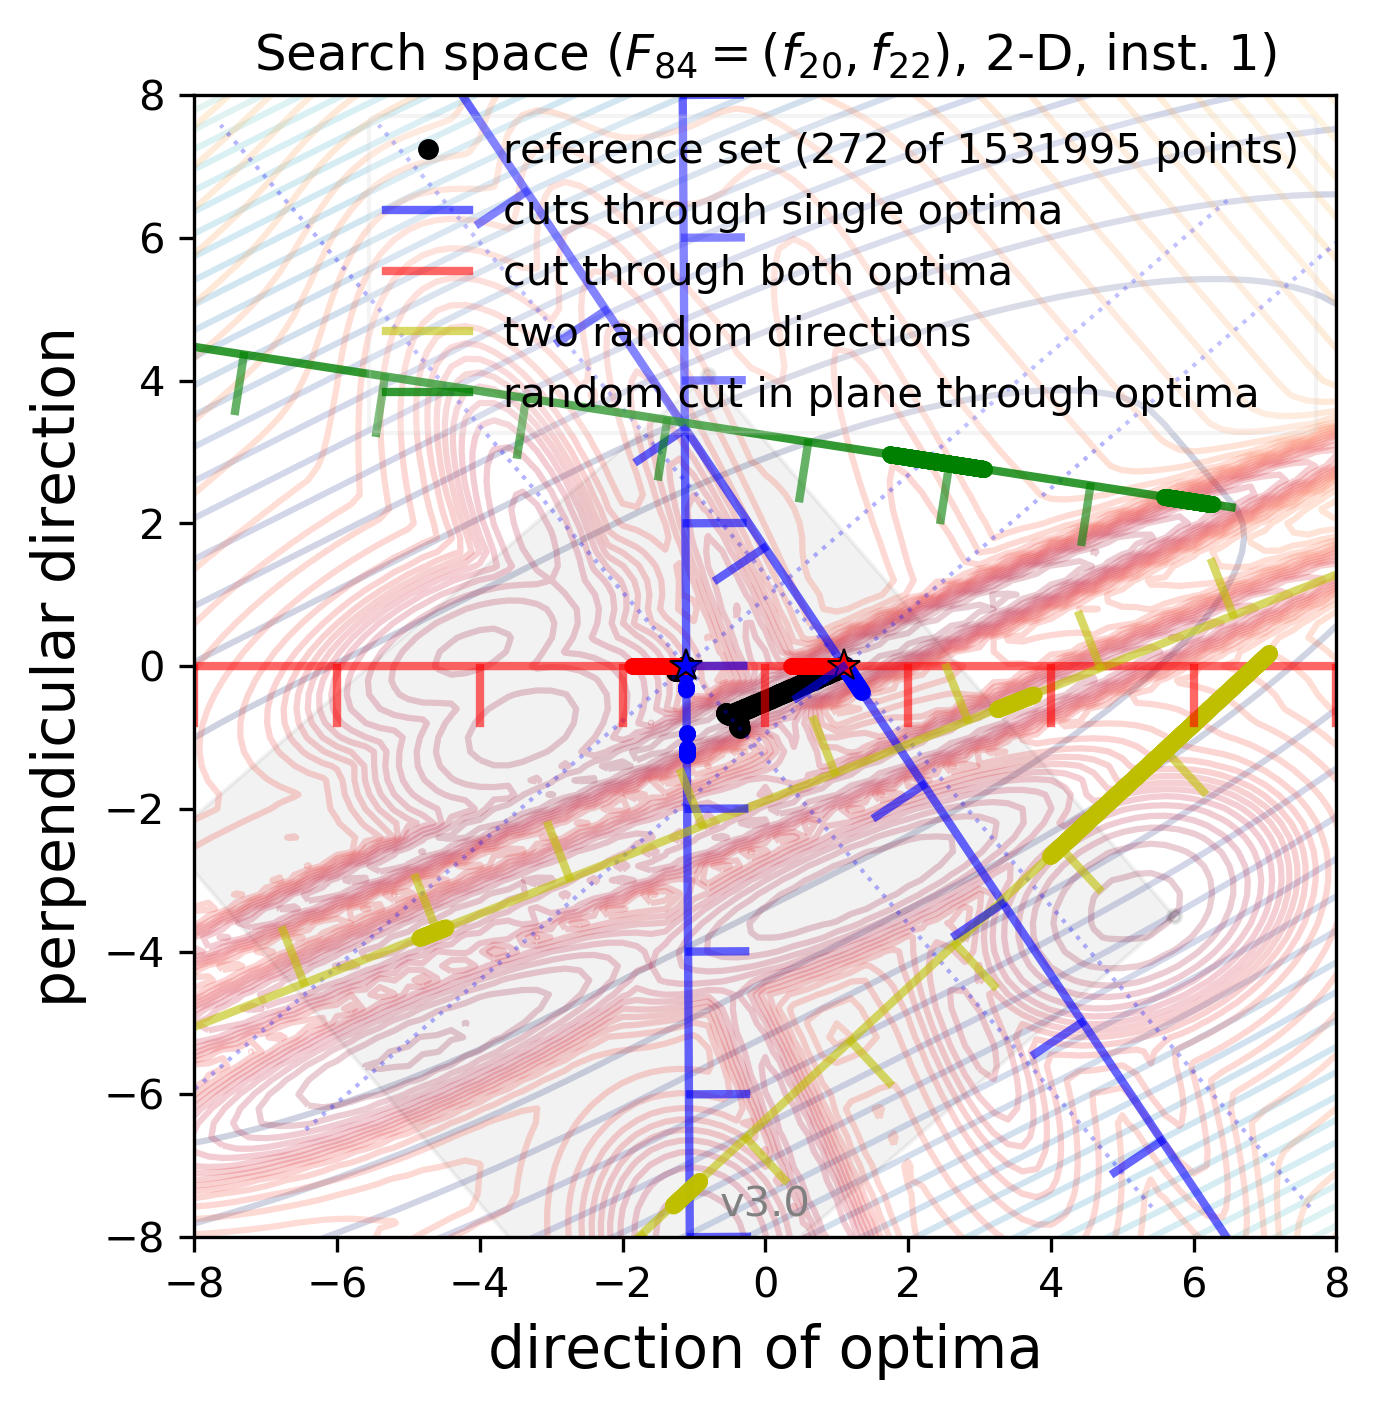 Search space (F₈₄ = (f₂₀, f₂₂), 2-D, inst. 1)
reference set (272 of 1531995 points)
cuts through single optima
cut through both optima
two random directions
random cut in plane through optima
8
6
4
2
0
−2
−4
−6
−8
perpendicular direction
v3.0
−8 −6 −4 −2 0 2 4 6 8
direction of optima